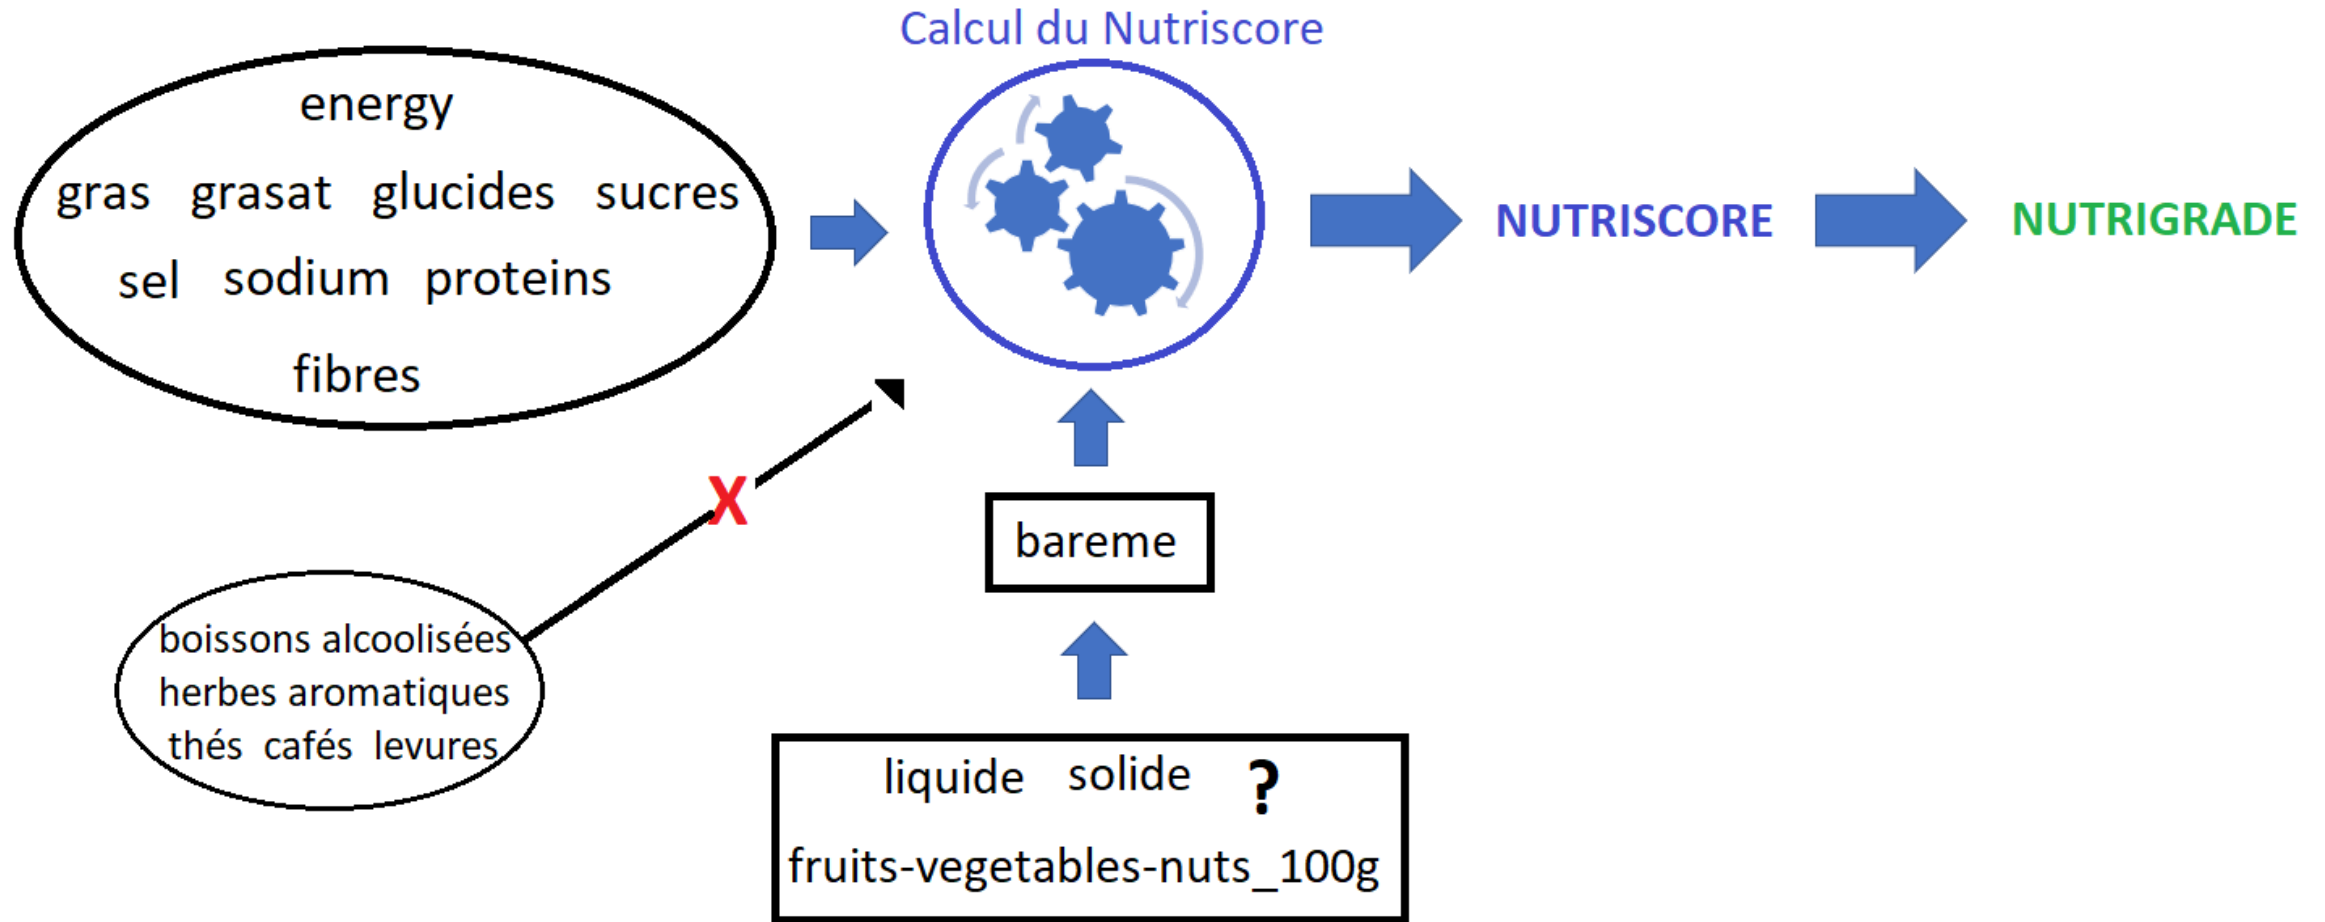 Calcul du Nutriscore
energy
gras grasat glucides sucres
sel sodium proteins
fibres
NUTRISCORE
NUTRIGRADE
X
bareme
boissons alcoolisées
herbes aromatiques
thés cafés levures
liquide solide ?
fruits-vegetables-nuts_100g